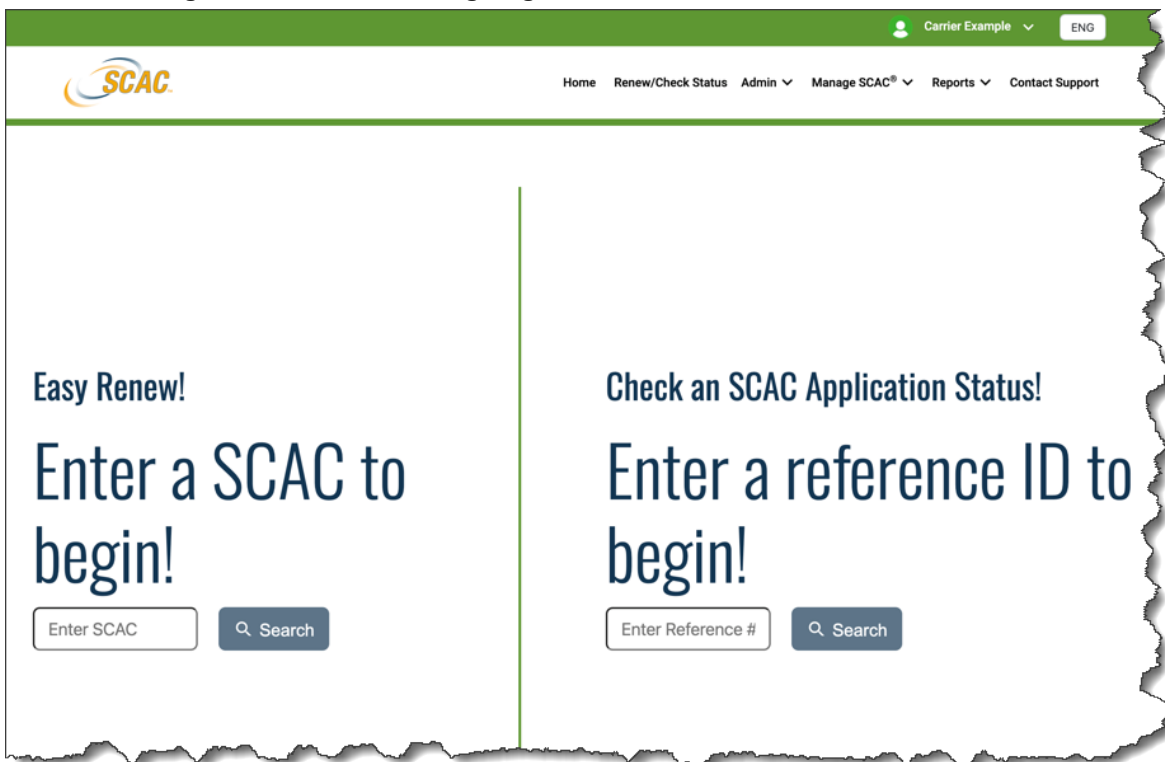 Carrier Example
ENG
SCAC
Home Renew/Check Status Admin Manage SCAC® Reports Contact Support
Easy Renew!
Enter a SCAC to
begin!
Enter SCAC
Search
Check an SCAC Application Status!
Enter a reference ID to
begin!
Enter Reference #
Search